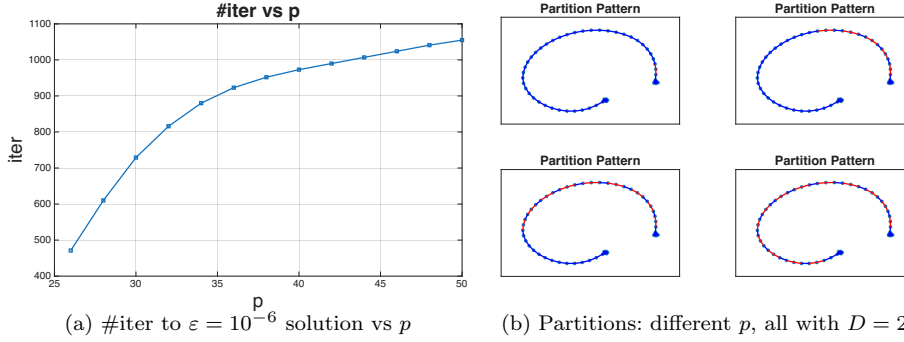 #iter vs p
1100
1000
900
800
700
600
500
400
iter
25
30
35
40
45
50
p
(a) #iter to ε = 10⁻⁶ solution vs p
Partition Pattern
Partition Pattern
Partition Pattern
Partition Pattern
(b) Partitions: different p, all with D = 2